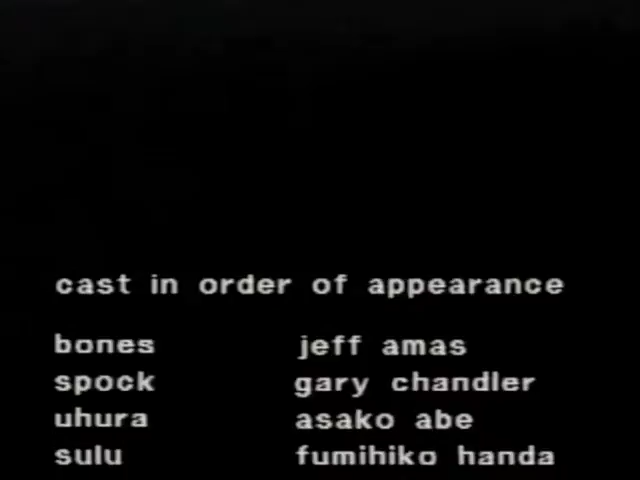 cast in order of appearance
bones jeff amas
spock gary chandler
uhura asako abe
sulu fumihiko handa